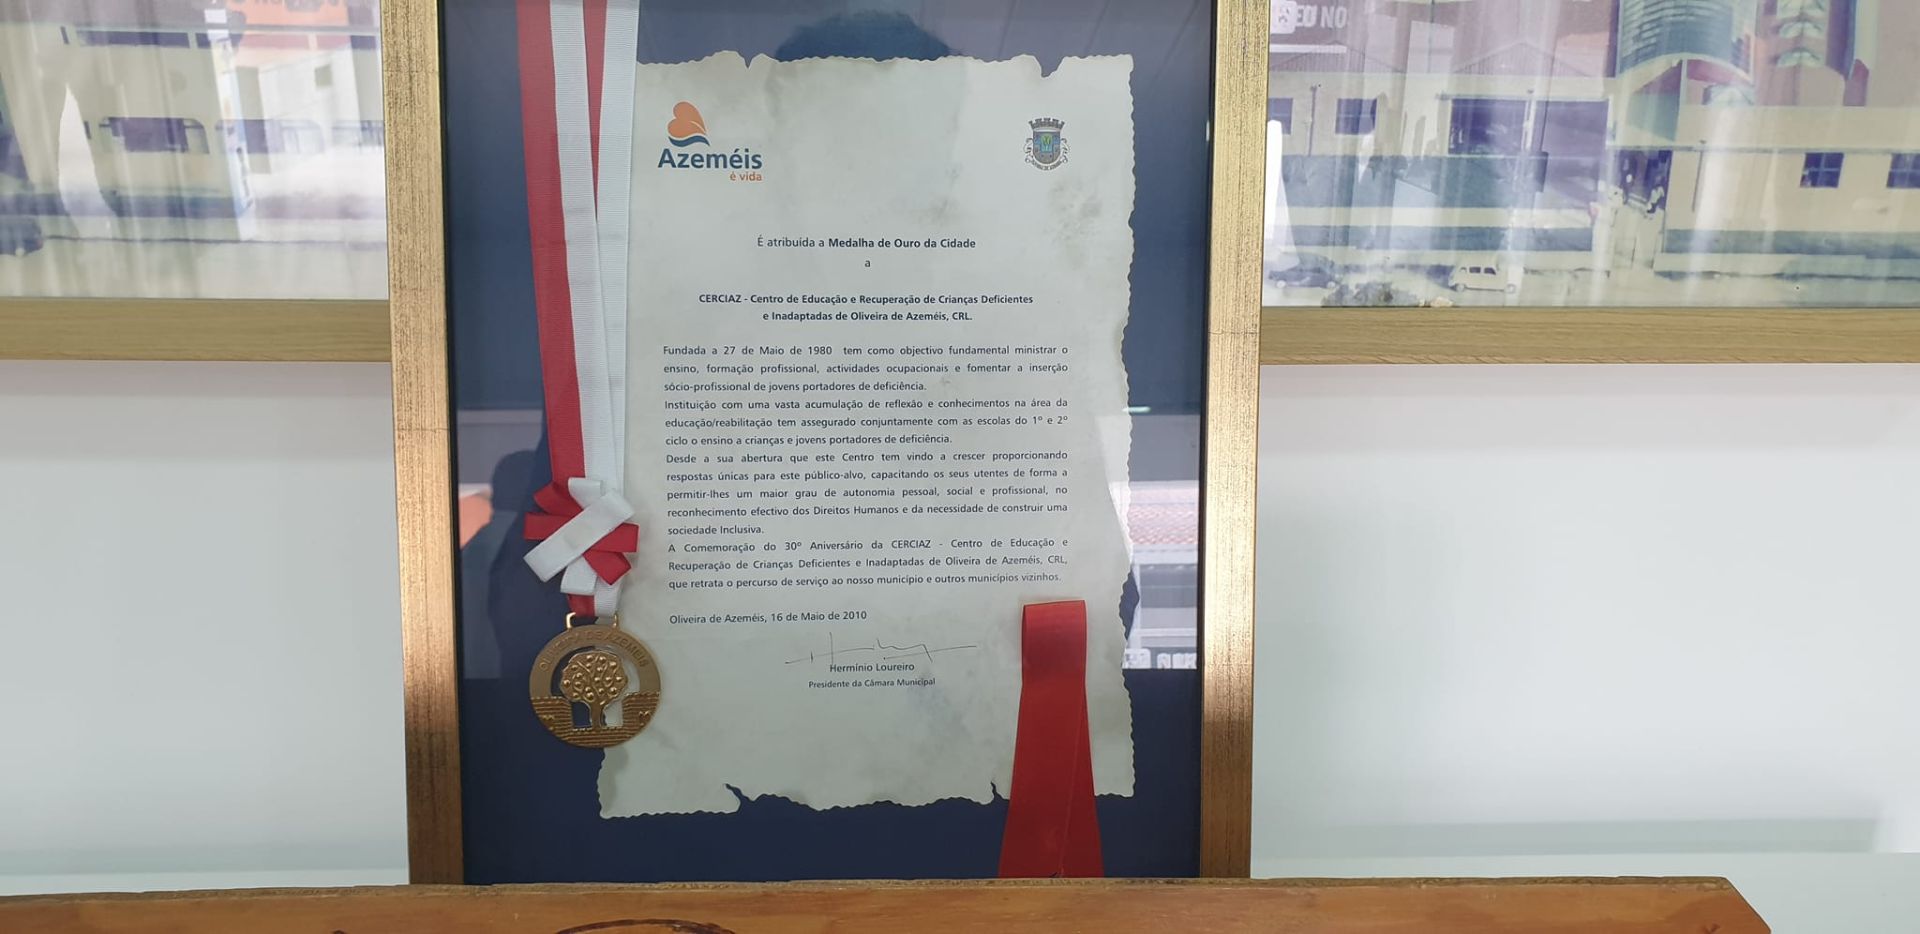 Azeméis
é vida
É atribuída a Medalha de Ouro da Cidade
a
CERCIAZ - Centro de Educação e Recuperação de Crianças Deficientes
e Inadaptadas de Oliveira de Azeméis, CRL.
Fundada a 27 de Maio de 1980 tem como objectivo fundamental ministrar o
ensino, formação profissional, actividades ocupacionais e fomentar a inserção
sócio-profissional de jovens portadores de deficiência.
Instituição com uma vasta acumulação de reflexão e conhecimentos na área da
educação/reabilitação tem assegurado conjuntamente com as escolas do 1º e 2º
ciclo o ensino a crianças e jovens portadores de deficiência.
Desde a sua abertura que este Centro tem vindo a crescer proporcionando
respostas únicas para este público-alvo, capacitando os seus utentes de forma a
permitir-lhes um maior grau de autonomia pessoal, social e profissional, no
reconhecimento efectivo dos Direitos Humanos e da necessidade de construir uma
sociedade Inclusiva.
A Comemoração do 30º Aniversário da CERCIAZ - Centro de Educação e
Recuperação de Crianças Deficientes e Inadaptadas de Oliveira de Azeméis, CRL,
que retrata o percurso de serviço ao nosso município e outros municípios vizinhos.
Oliveira de Azeméis, 16 de Maio de 2010
Hermínio Loureiro
Presidente da Câmara Municipal
OLIVEIRA DE AZEMÉIS